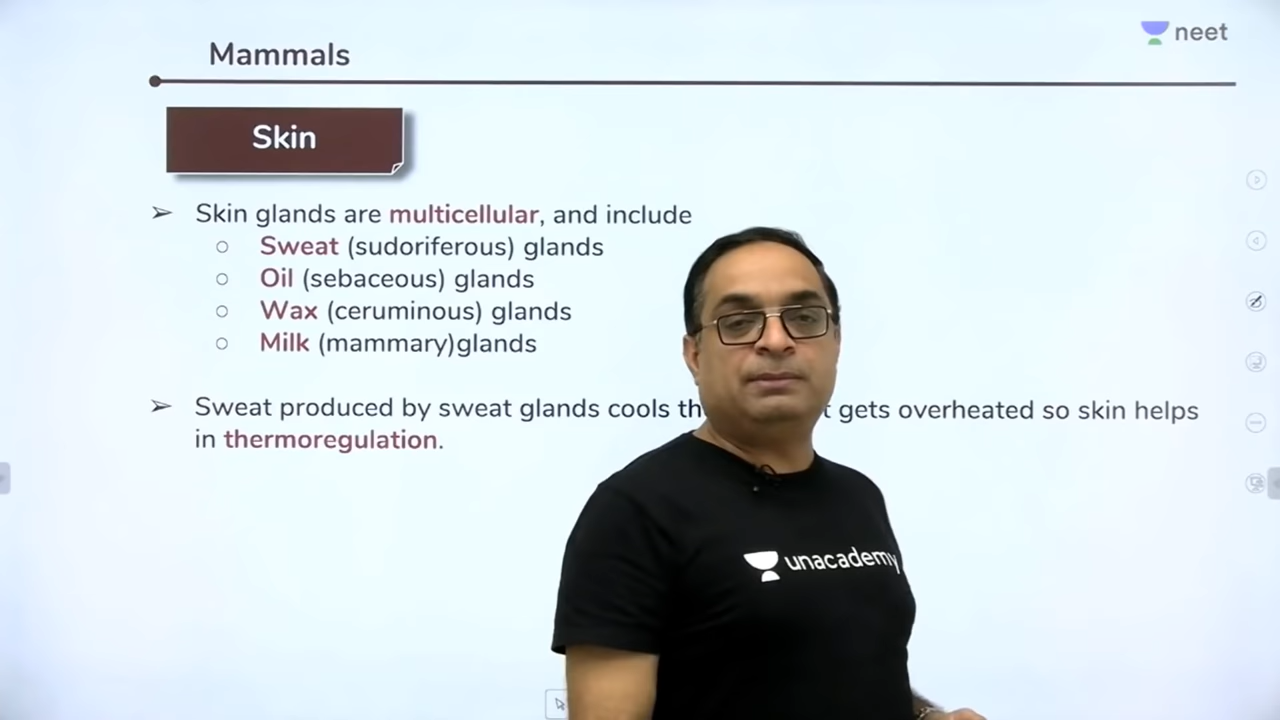 Mammals
neet
Skin
➢ Skin glands are multicellular, and include
○ Sweat (sudoriferous) glands
○ Oil (sebaceous) glands
○ Wax (ceruminous) glands
○ Milk (mammary)glands
➢ Sweat produced by sweat glands cools th t gets overheated so skin helps
in thermoregulation.
unacademy